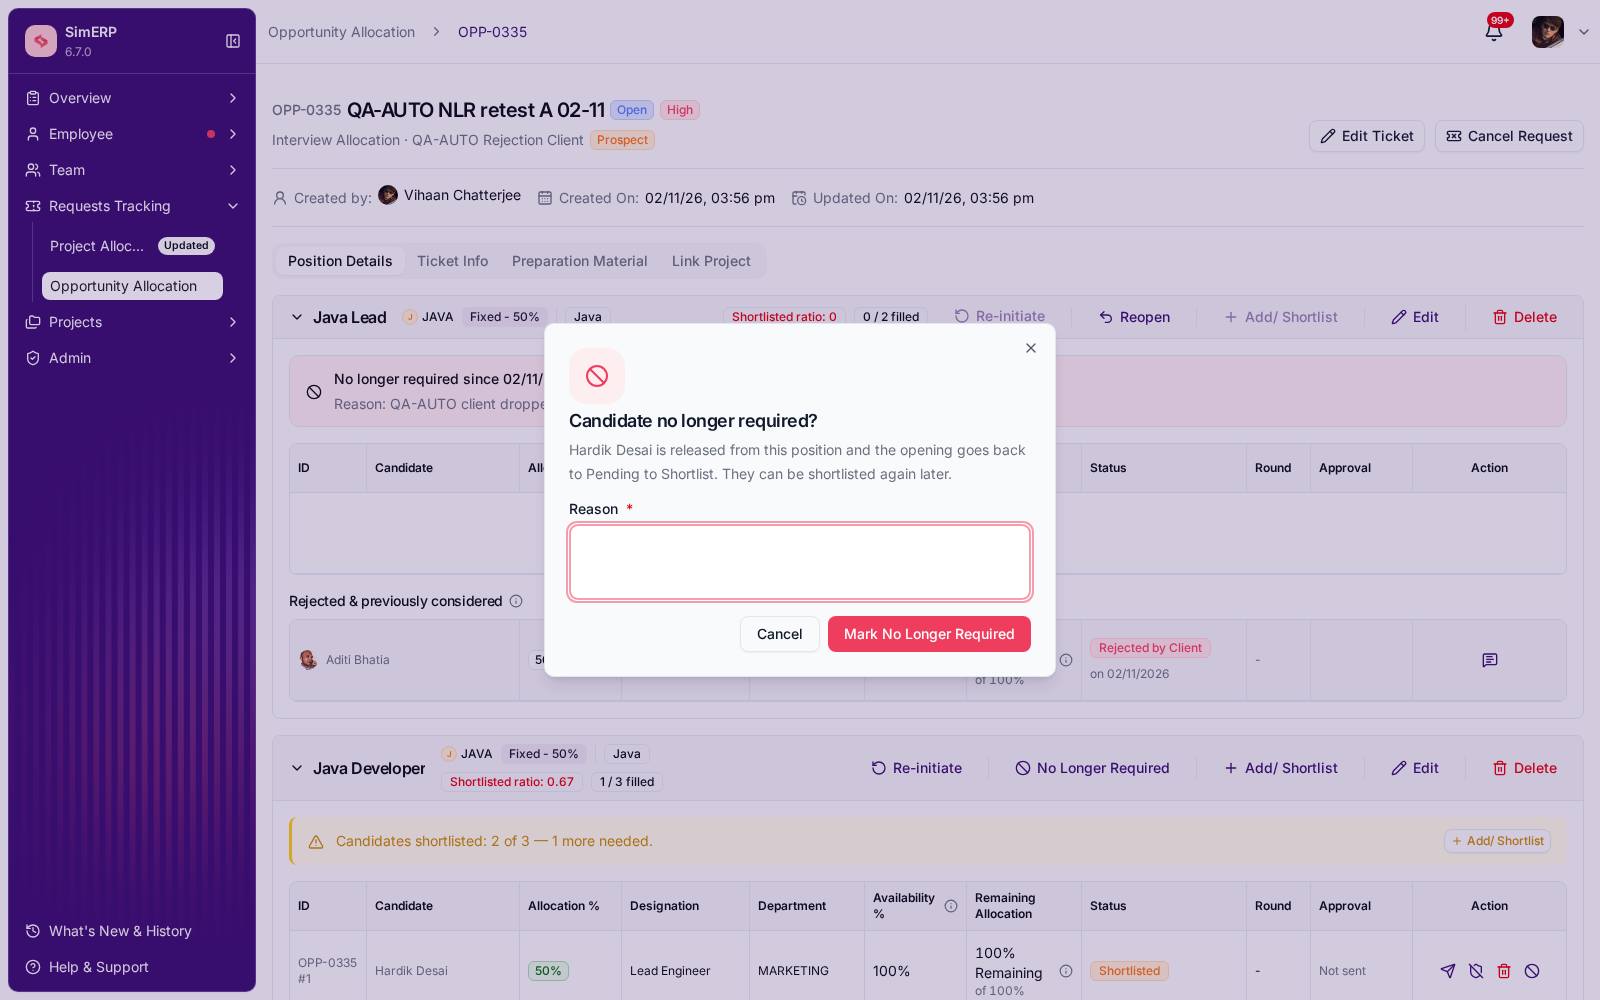 SimERP
6.7.0
Overview
Employee
Team
Requests Tracking
Project Alloc... Updated
Opportunity Allocation
Projects
Admin
What's New & History
Help & Support
Opportunity Allocation OPP-0335
99+
OPP-0335 QA-AUTO NLR retest A 02-11 Open High
Interview Allocation · QA-AUTO Rejection Client Prospect
Edit Ticket Cancel Request
Created by: Vihaan Chatterjee Created On: 02/11/26, 03:56 pm Updated On: 02/11/26, 03:56 pm
Position Details Ticket Info Preparation Material Link Project
Java Lead J JAVA Fixed - 50% Java Shortlisted ratio: 0 0 / 2 filled Re-initiate Reopen Add/ Shortlist Edit Delete
No longer required since 02/11/
Reason: QA-AUTO client droppe
ID Candidate Status Round Approval Action
Rejected & previously considered
Aditi Bhatia of 100% Rejected by Client - 
on 02/11/2026
Candidate no longer required?
Hardik Desai is released from this position and the opening goes back
to Pending to Shortlist. They can be shortlisted again later.
Reason *
Cancel Mark No Longer Required
Java Developer J JAVA Fixed - 50% Java
Shortlisted ratio: 0.67 1 / 3 filled
Re-initiate No Longer Required Add/ Shortlist Edit Delete
Candidates shortlisted: 2 of 3 — 1 more needed. Add/ Shortlist
ID Candidate Allocation % Designation Department Availability % Remaining Allocation Status Round Approval Action
OPP-0335 #1 Hardik Desai 50% Lead Engineer MARKETING 100% 100% Remaining of 100% Shortlisted - Not sent